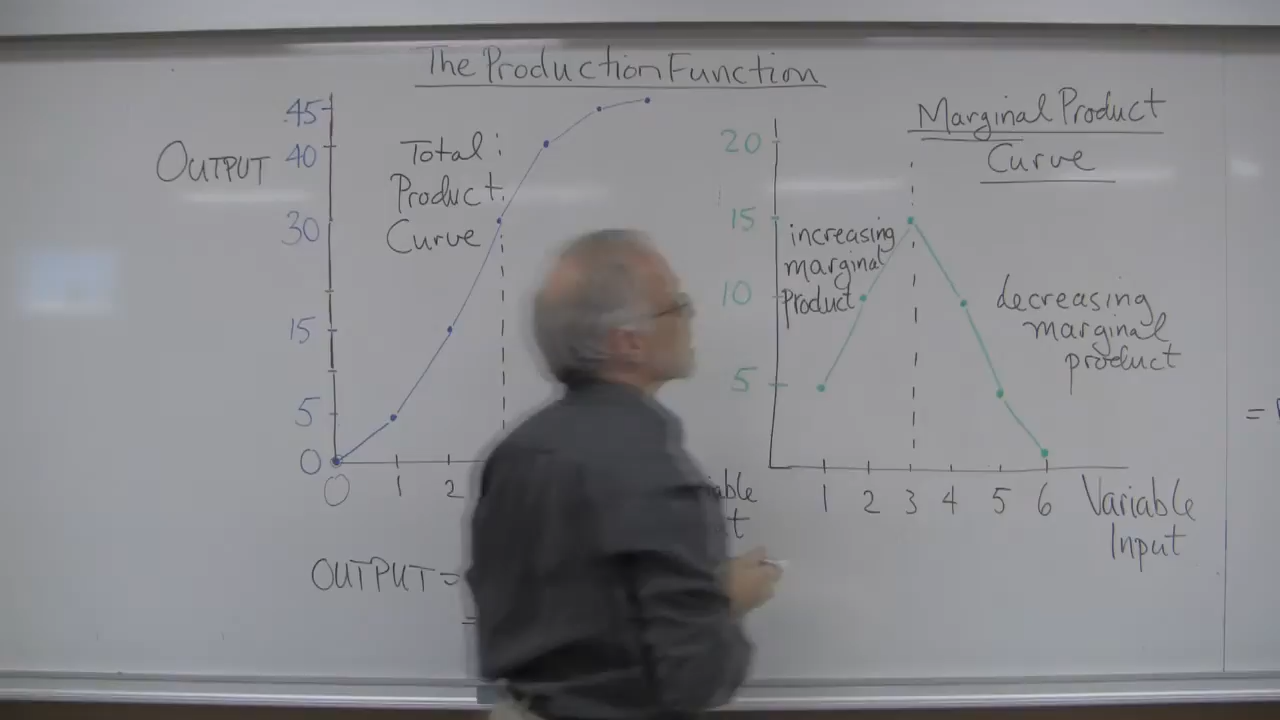 The Production Function
45
40
30
15
5
0
OUTPUT
Total
Product
Curve
0 1 2
OUTPUT =
=
Marginal Product
Curve
20
15
10
5
increasing
marginal
product
decreasing
marginal
product
1 2 3 4 5 6
Variable
Input
=